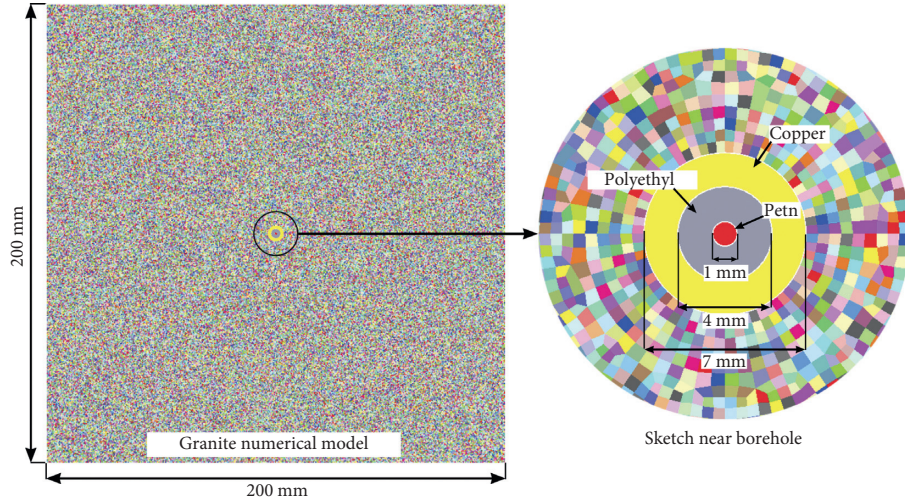 200 mm
Granite numerical model
200 mm
Copper
Polyethyl
Petn
1 mm
4 mm
7 mm
Sketch near borehole